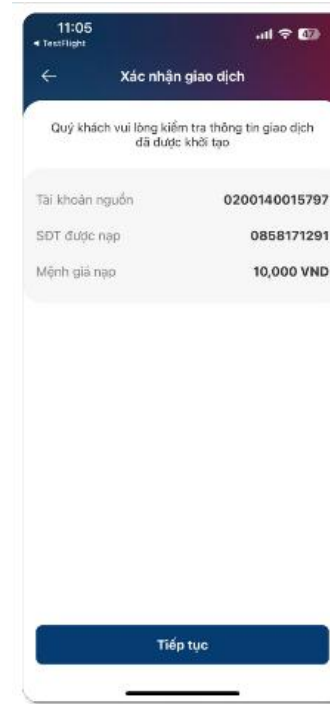 11:05
◄ TestFlight
47
Xác nhận giao dịch
Quý khách vui lòng kiểm tra thông tin giao dịch
đã được khởi tạo
Tài khoản nguồn 0200140015797
SĐT được nạp 0858171291
Mệnh giá nạp 10,000 VND
Tiếp tục